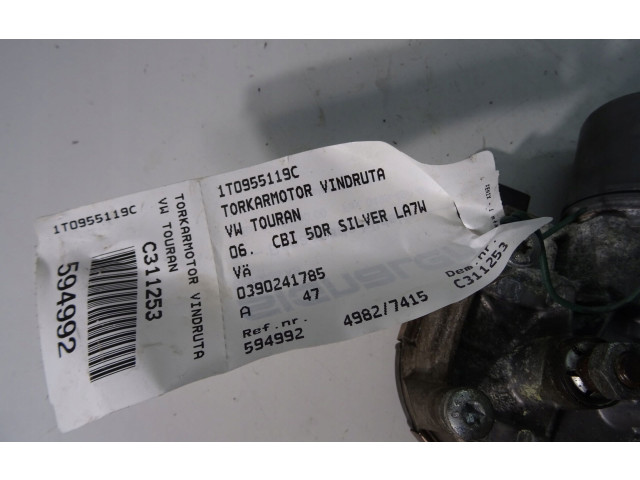 1T0955119C
TORKARMOTOR VINDRUTA
VW TOURAN
C311253
594992
1T0955119C
TORKARMOTOR VINDRUTA
VW TOURAN
06. CBI 5DR SILVER LA7W
Vä
0390241785
A 47
Ref.nr. 4982/7415
594992
Dem.nr.
C311253